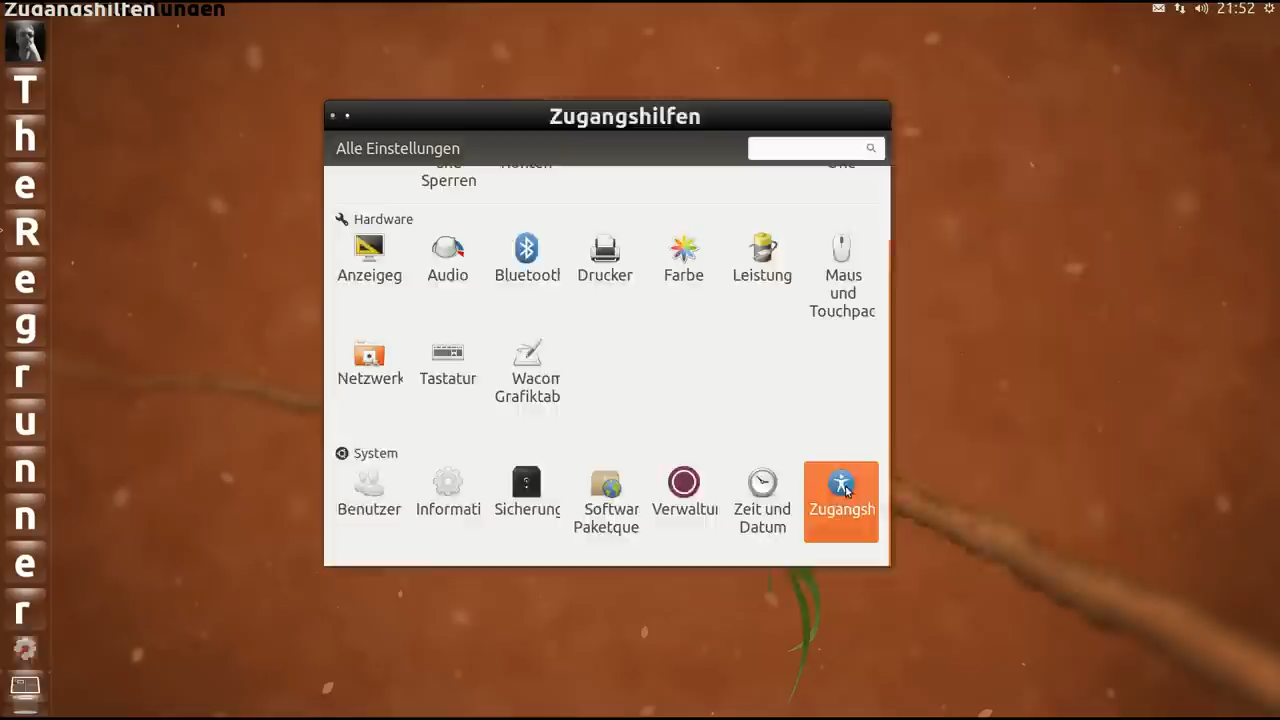 Zugangshilfen
21:52
T
h
e
R
e
g
r
u
n
n
e
r
Zugangshilfen
Alle Einstellungen
Sperren
Hardware
Anzeigeg
Audio
Bluetoot
Drucker
Farbe
Leistung
Maus
und
Touchpac
Netzwerk
Tastatur
Wacom
Grafiktab
System
Benutzer
Informati
Sicherung
Softwar
Paketque
Verwaltu
Zeit und
Datum
Zugangsh